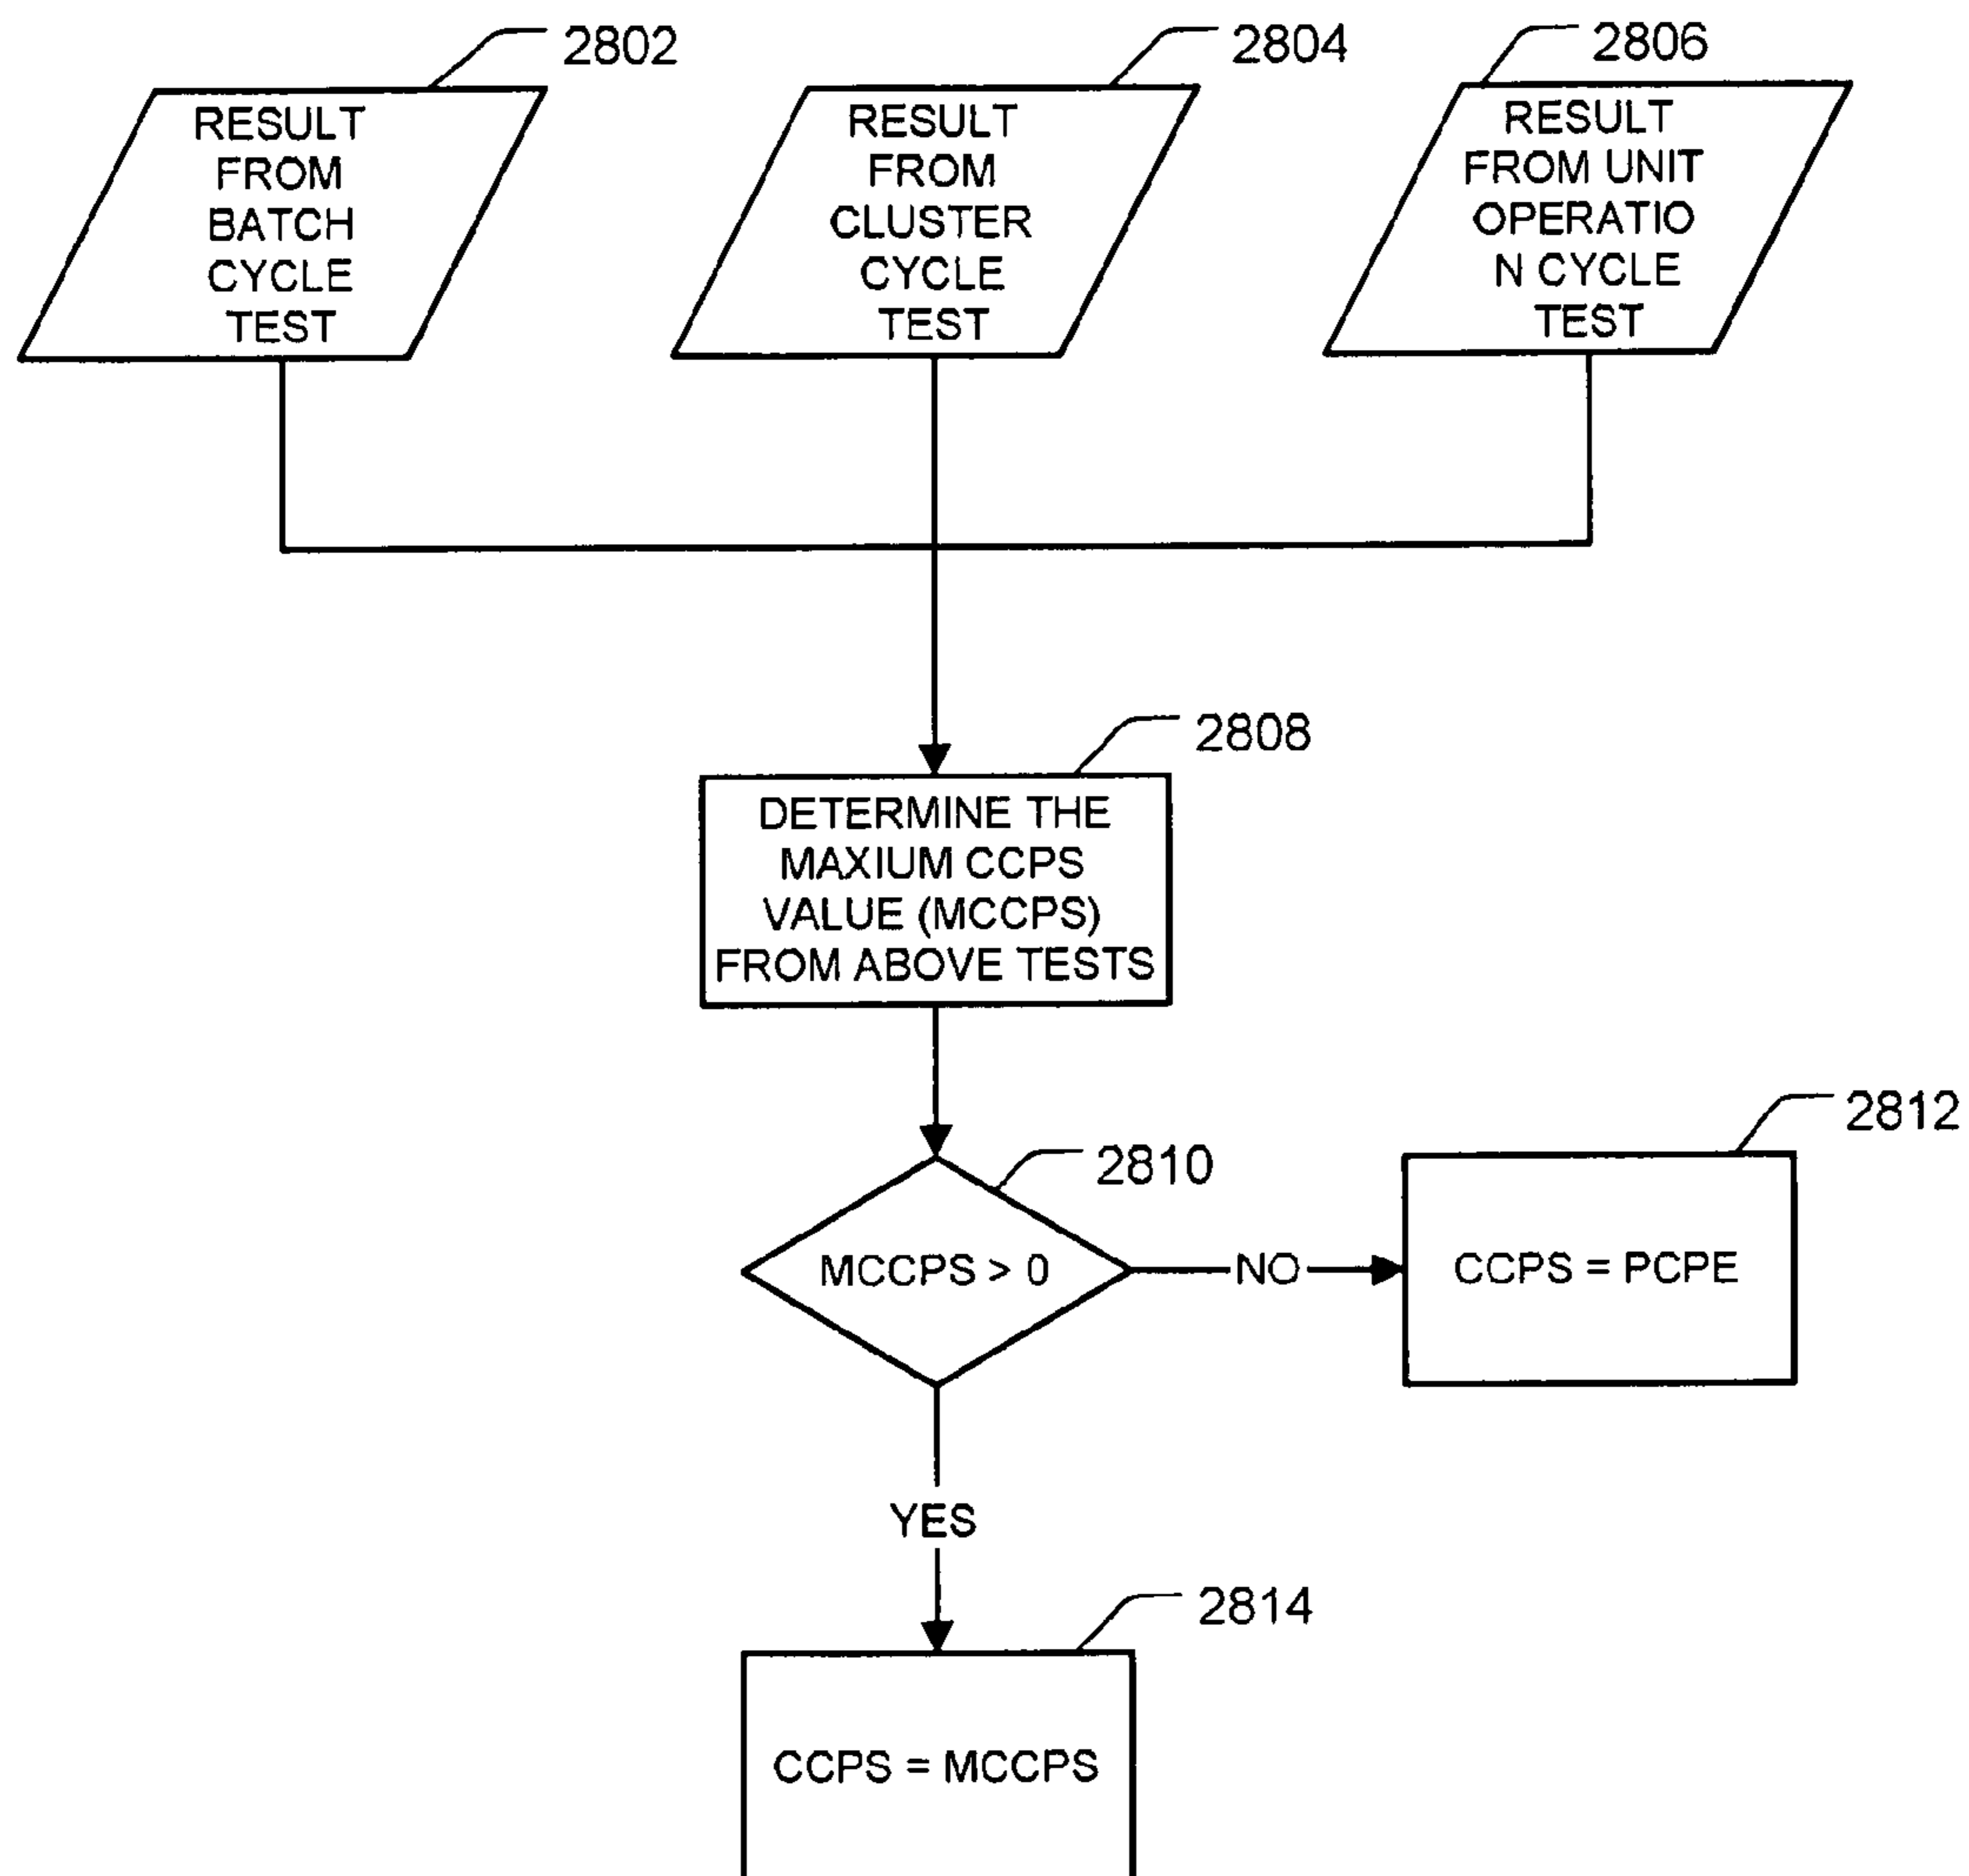 2802
RESULT
FROM
BATCH
CYCLE
TEST
2804
RESULT
FROM
CLUSTER
CYCLE
TEST
2806
RESULT
FROM UNIT
OPERATIO
N CYCLE
TEST
2808
DETERMINE THE
MAXIUM CCPS
VALUE (MCCPS)
FROM ABOVE TESTS
2810
MCCPS > 0
NO
2812
CCPS = PCPE
YES
2814
CCPS = MCCPS